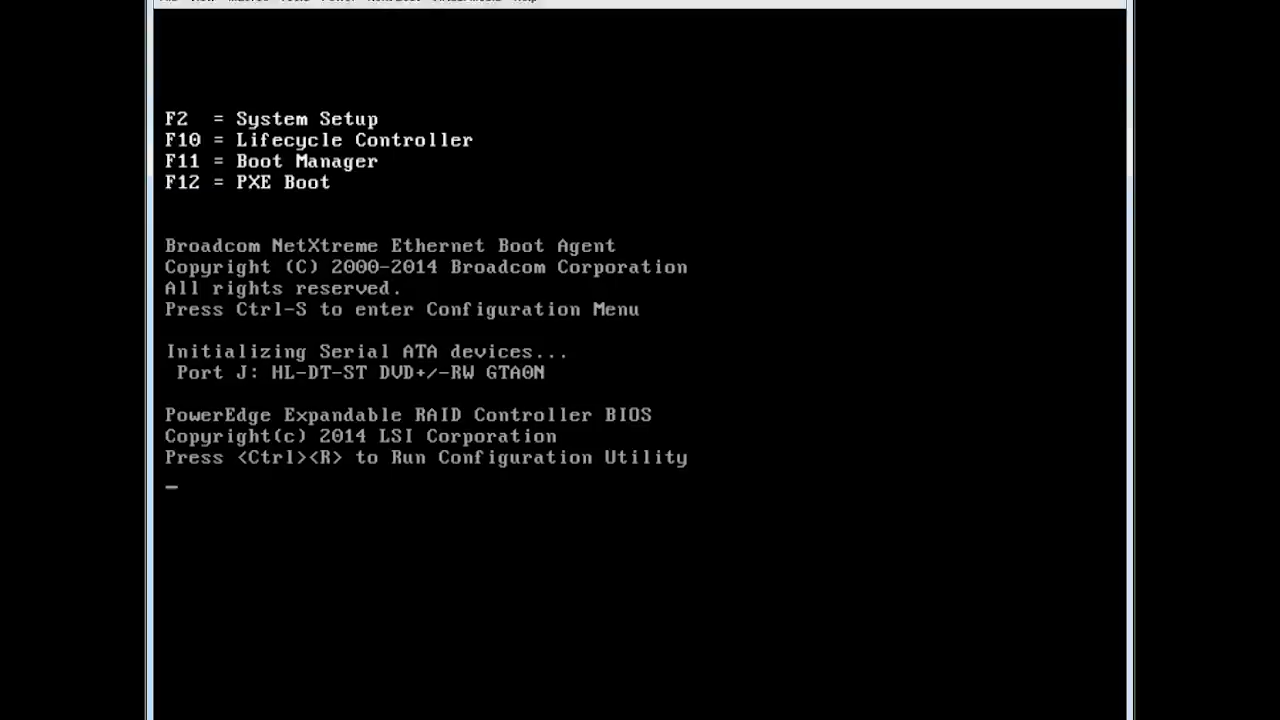 F2 = System Setup
F10 = Lifecycle Controller
F11 = Boot Manager
F12 = PXE Boot
Broadcom NetXtreme Ethernet Boot Agent
Copyright (C) 2000-2014 Broadcom Corporation
All rights reserved.
Press Ctrl-S to enter Configuration Menu
Initializing Serial ATA devices...
Port J: HL-DT-ST DVD+/-RW GTA0N
PowerEdge Expandable RAID Controller BIOS
Copyright(c) 2014 LSI Corporation
Press <Ctrl><R> to Run Configuration Utility
_